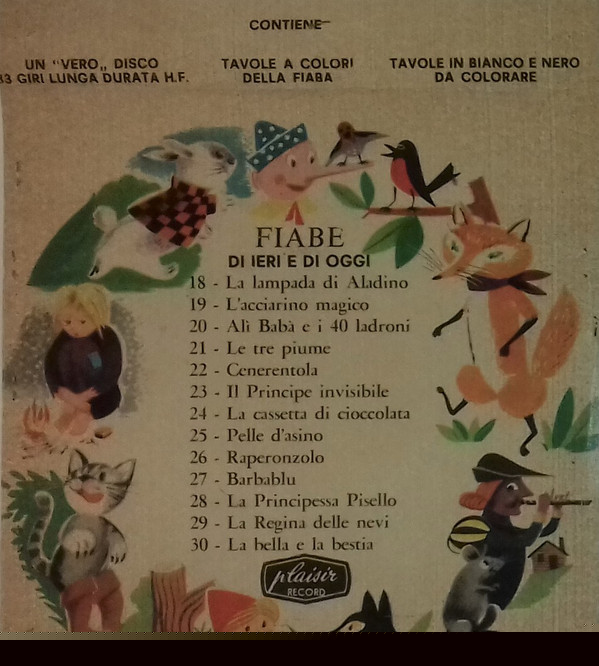 CONTIENE
UN "VERO„ DISCO
33 GIRI LUNGA DURATA H.F.
TAVOLE A COLORI
DELLA FIABA
TAVOLE IN BIANCO E NERO
DA COLORARE
FIABE
DI IERI E DI OGGI
18 - La lampada di Aladino
19 - L'acciarino magico
20 - Alì Babà e i 40 ladroni
21 - Le tre piume
22 - Cenerentola
23 - Il Principe invisibile
24 - La cassetta di cioccolata
25 - Pelle d'asino
26 - Raperonzolo
27 - Barbablu
28 - La Principessa Pisello
29 - La Regina delle nevi
30 - La bella e la bestia
plaisir
RECORD